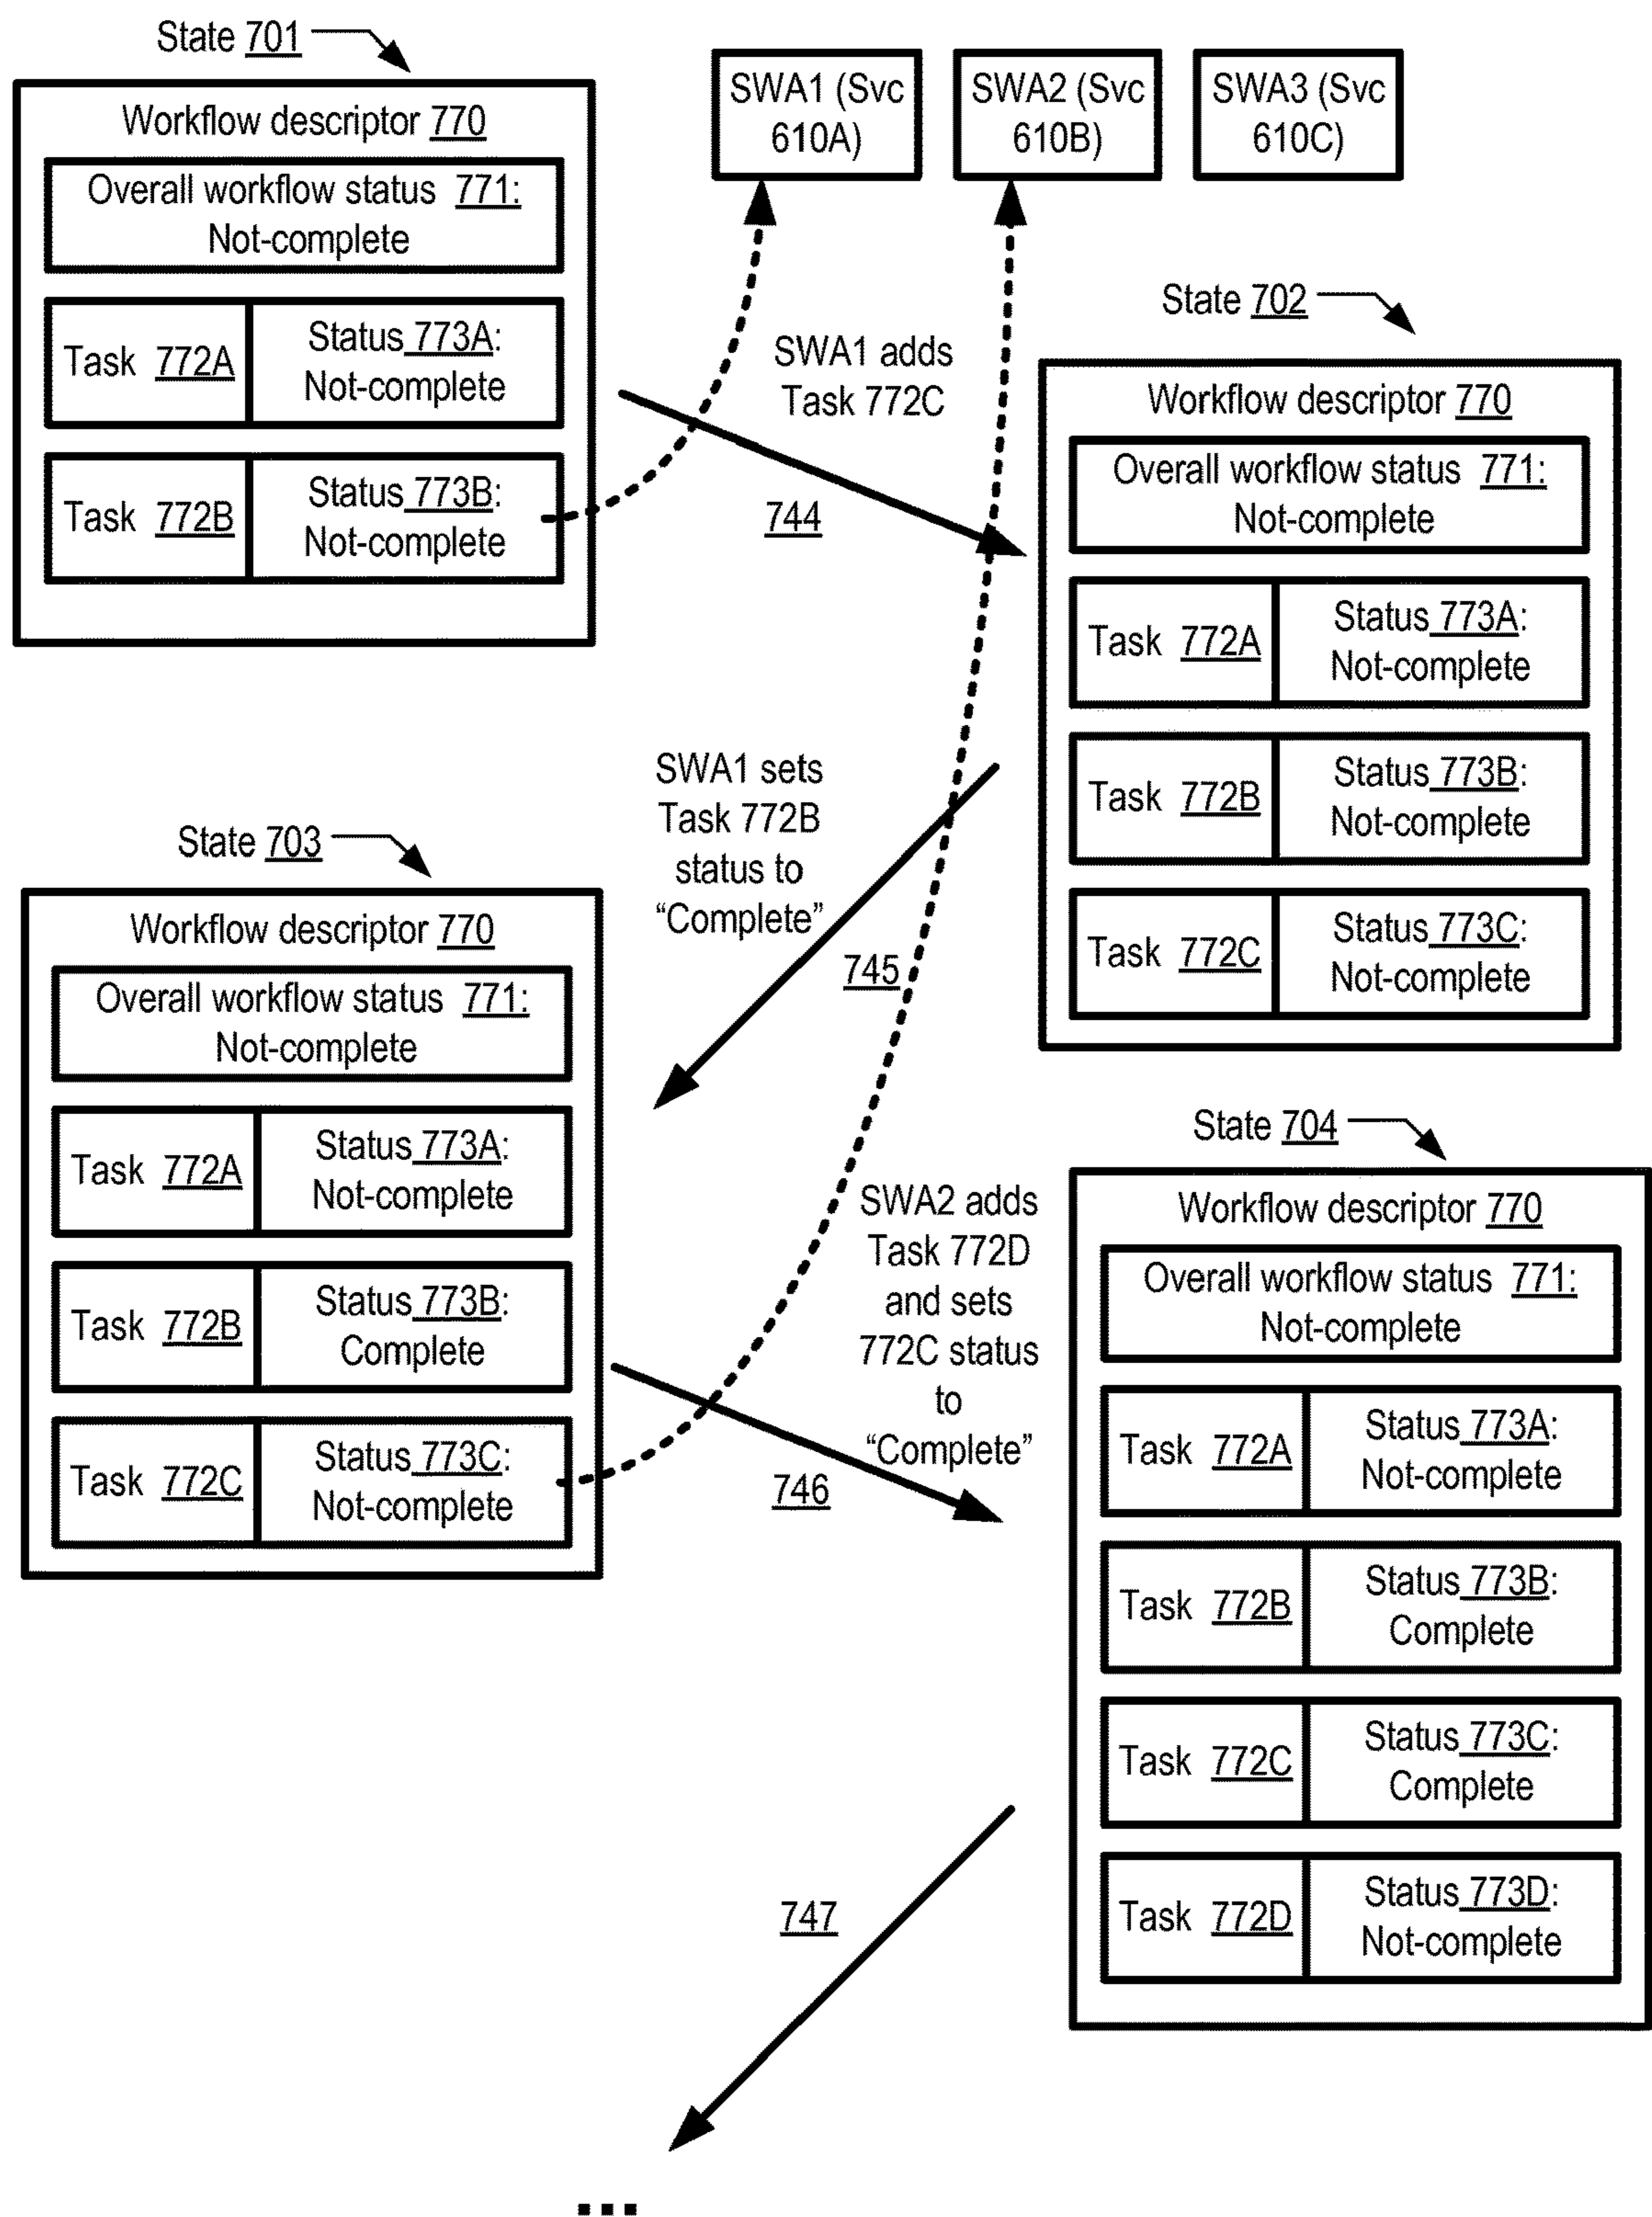 State 701
Workflow descriptor 770
Overall workflow status 771:
Not-complete
Task 772A
Status 773A:
Not-complete
Task 772B
Status 773B:
Not-complete
SWA1 (Svc
610A)
SWA2 (Svc
610B)
SWA3 (Svc
610C)
SWA1 adds
Task 772C
744
State 702
Workflow descriptor 770
Overall workflow status 771:
Not-complete
Task 772A
Status 773A:
Not-complete
Task 772B
Status 773B:
Not-complete
Task 772C
Status 773C:
Not-complete
SWA1 sets
Task 772B
status to
“Complete”
745
State 703
Workflow descriptor 770
Overall workflow status 771:
Not-complete
Task 772A
Status 773A:
Not-complete
Task 772B
Status 773B:
Complete
Task 772C
Status 773C:
Not-complete
SWA2 adds
Task 772D
and sets
772C status
to
“Complete”
746
State 704
Workflow descriptor 770
Overall workflow status 771:
Not-complete
Task 772A
Status 773A:
Not-complete
Task 772B
Status 773B:
Complete
Task 772C
Status 773C:
Complete
Task 772D
Status 773D:
Not-complete
747
...